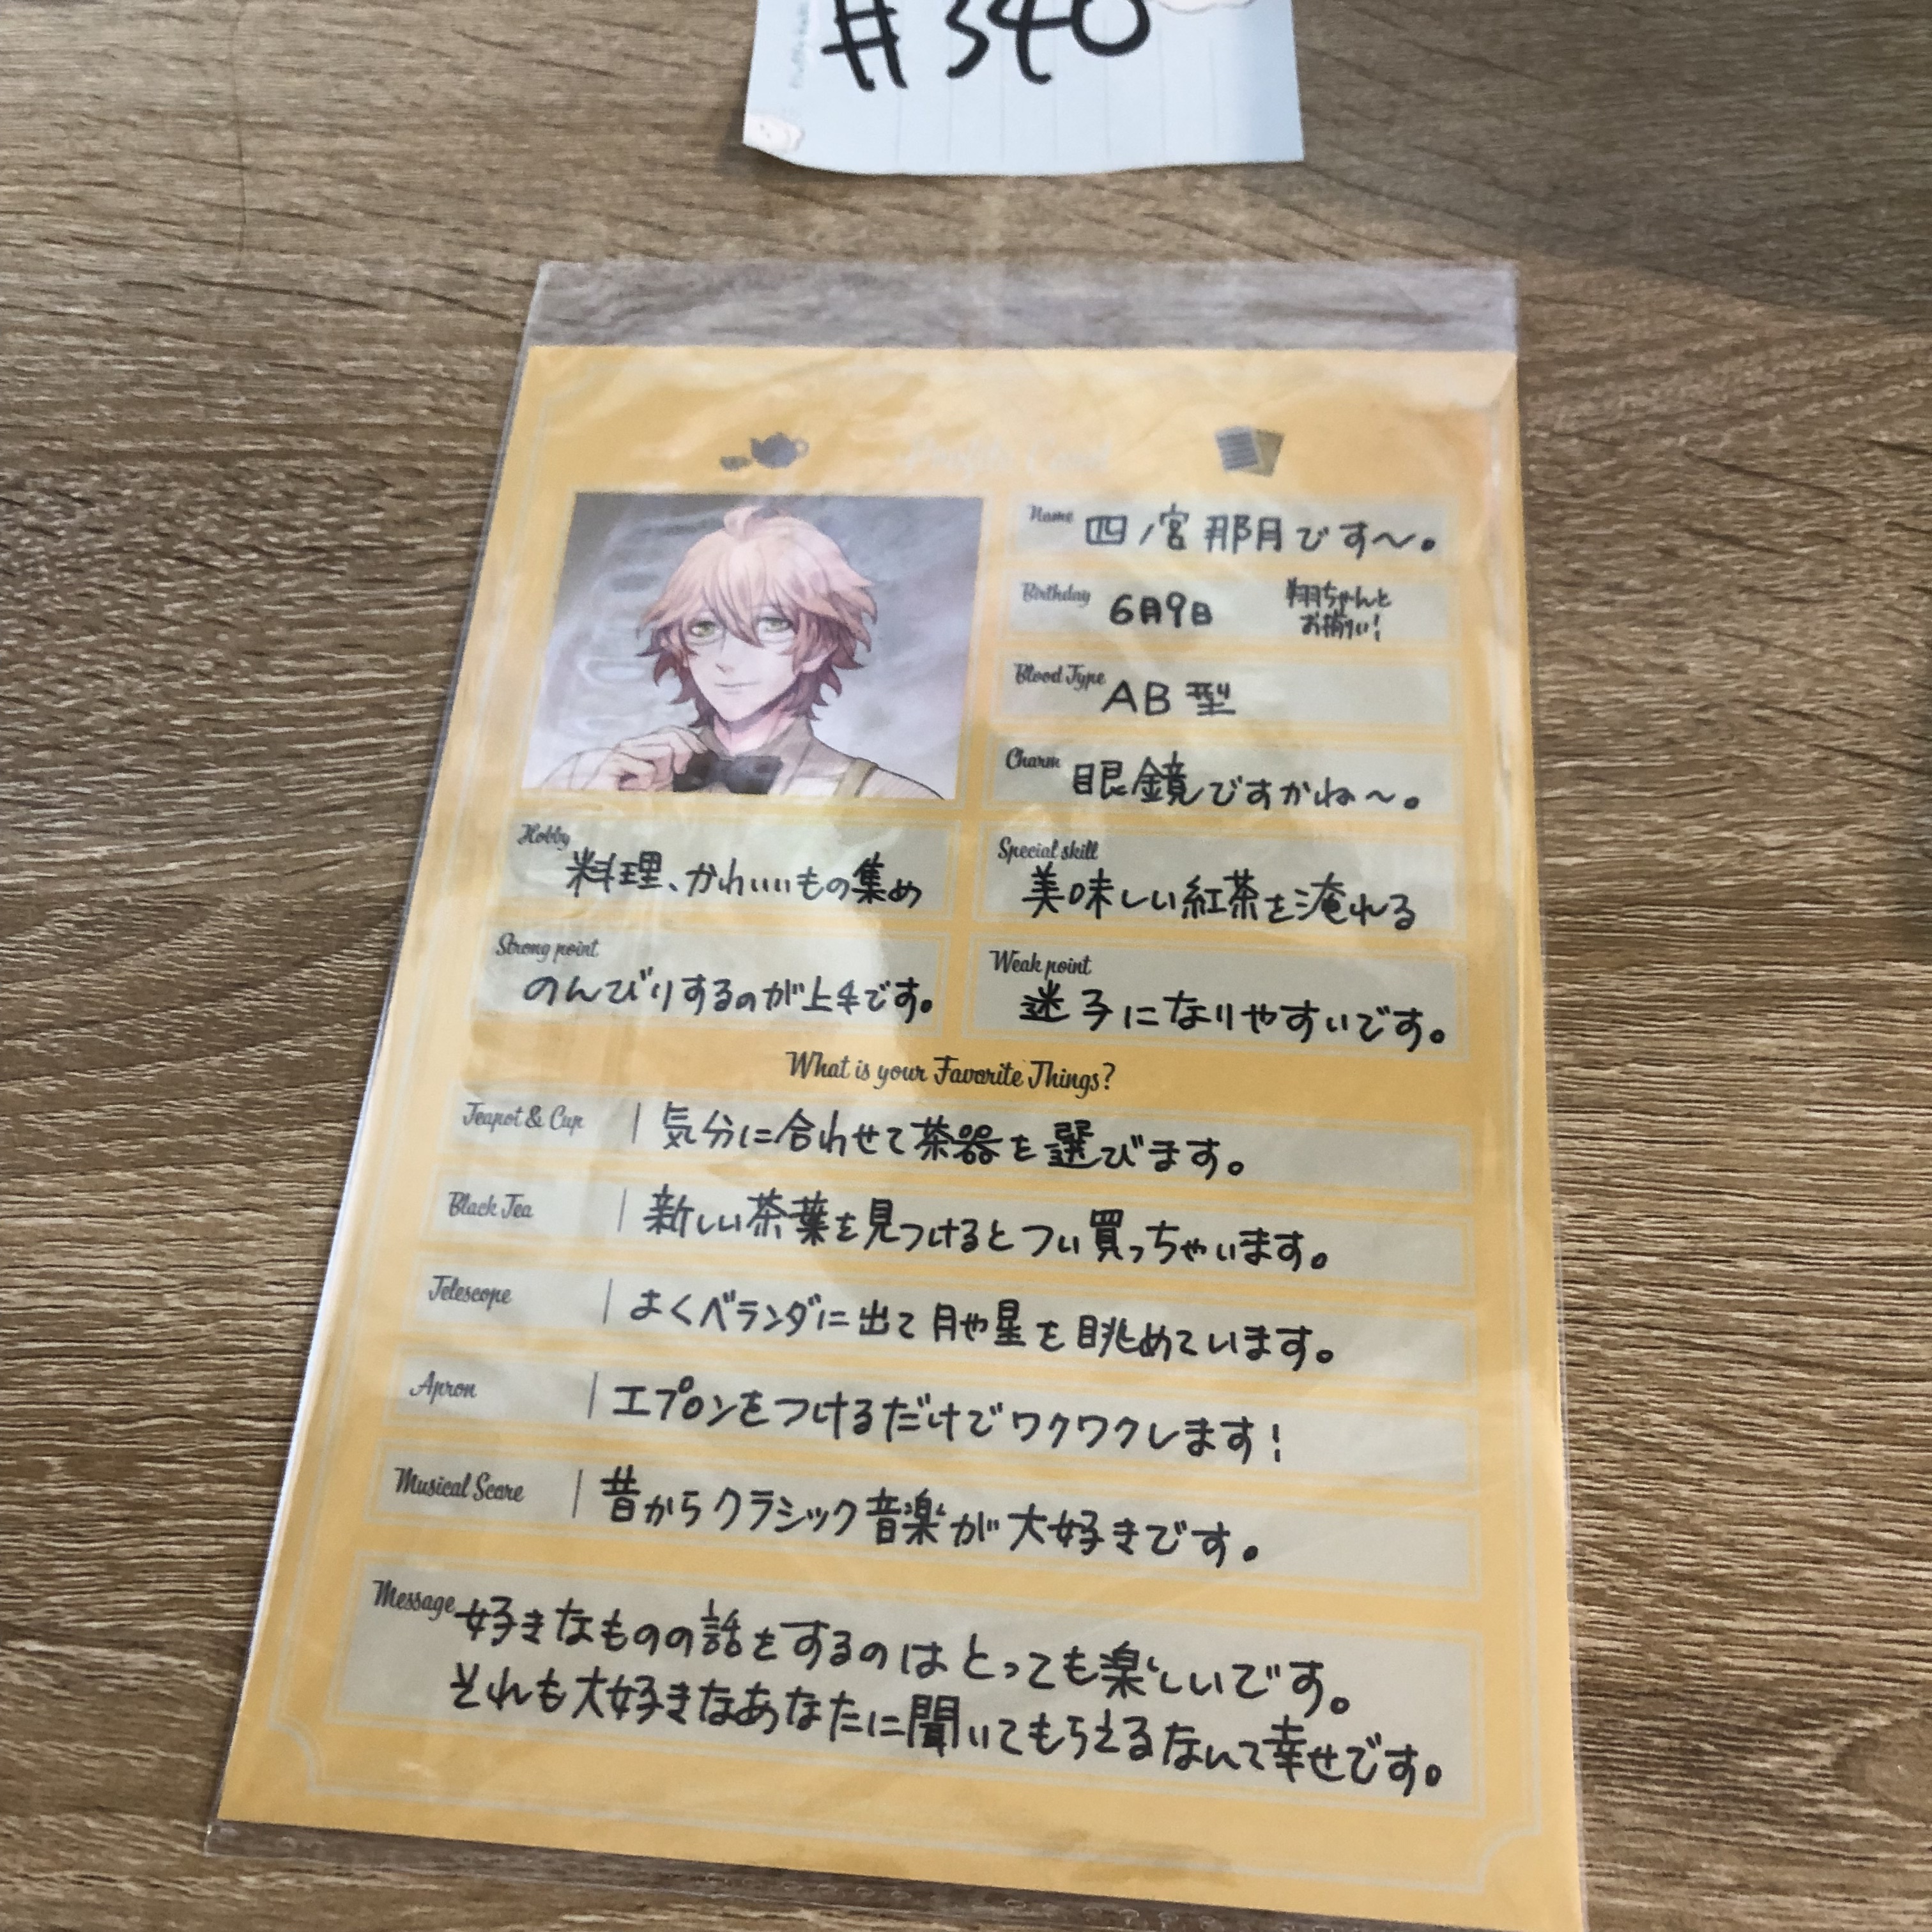 #340
Profile Card
Name 四ノ宮那月です〜。
Birthday 6月9日 翔ちゃんと
お揃い!
Blood Type AB型
Charm 眼鏡ですかね〜。
Hobby 料理、かわいいもの集め
Special skill 美味しい紅茶を淹れる
Strong point のんびりするのが上手です。
Weak point 迷子になりやすいです。
What is your Favorite Things?
Teapot & Cup | 気分に合わせて茶器を選びます。
Black Tea | 新しい茶葉を見つけるとつい買っちゃいます。
Telescope | よくベランダに出て月や星を眺めています。
Apron | エプロンをつけるだけでワクワクします!
Musical Score | 昔からクラシック音楽が大好きです。
Message 好きなものの話をするのはとっても楽しいです。
それも大好きなあなたに聞いてもらえるなんて幸せです。